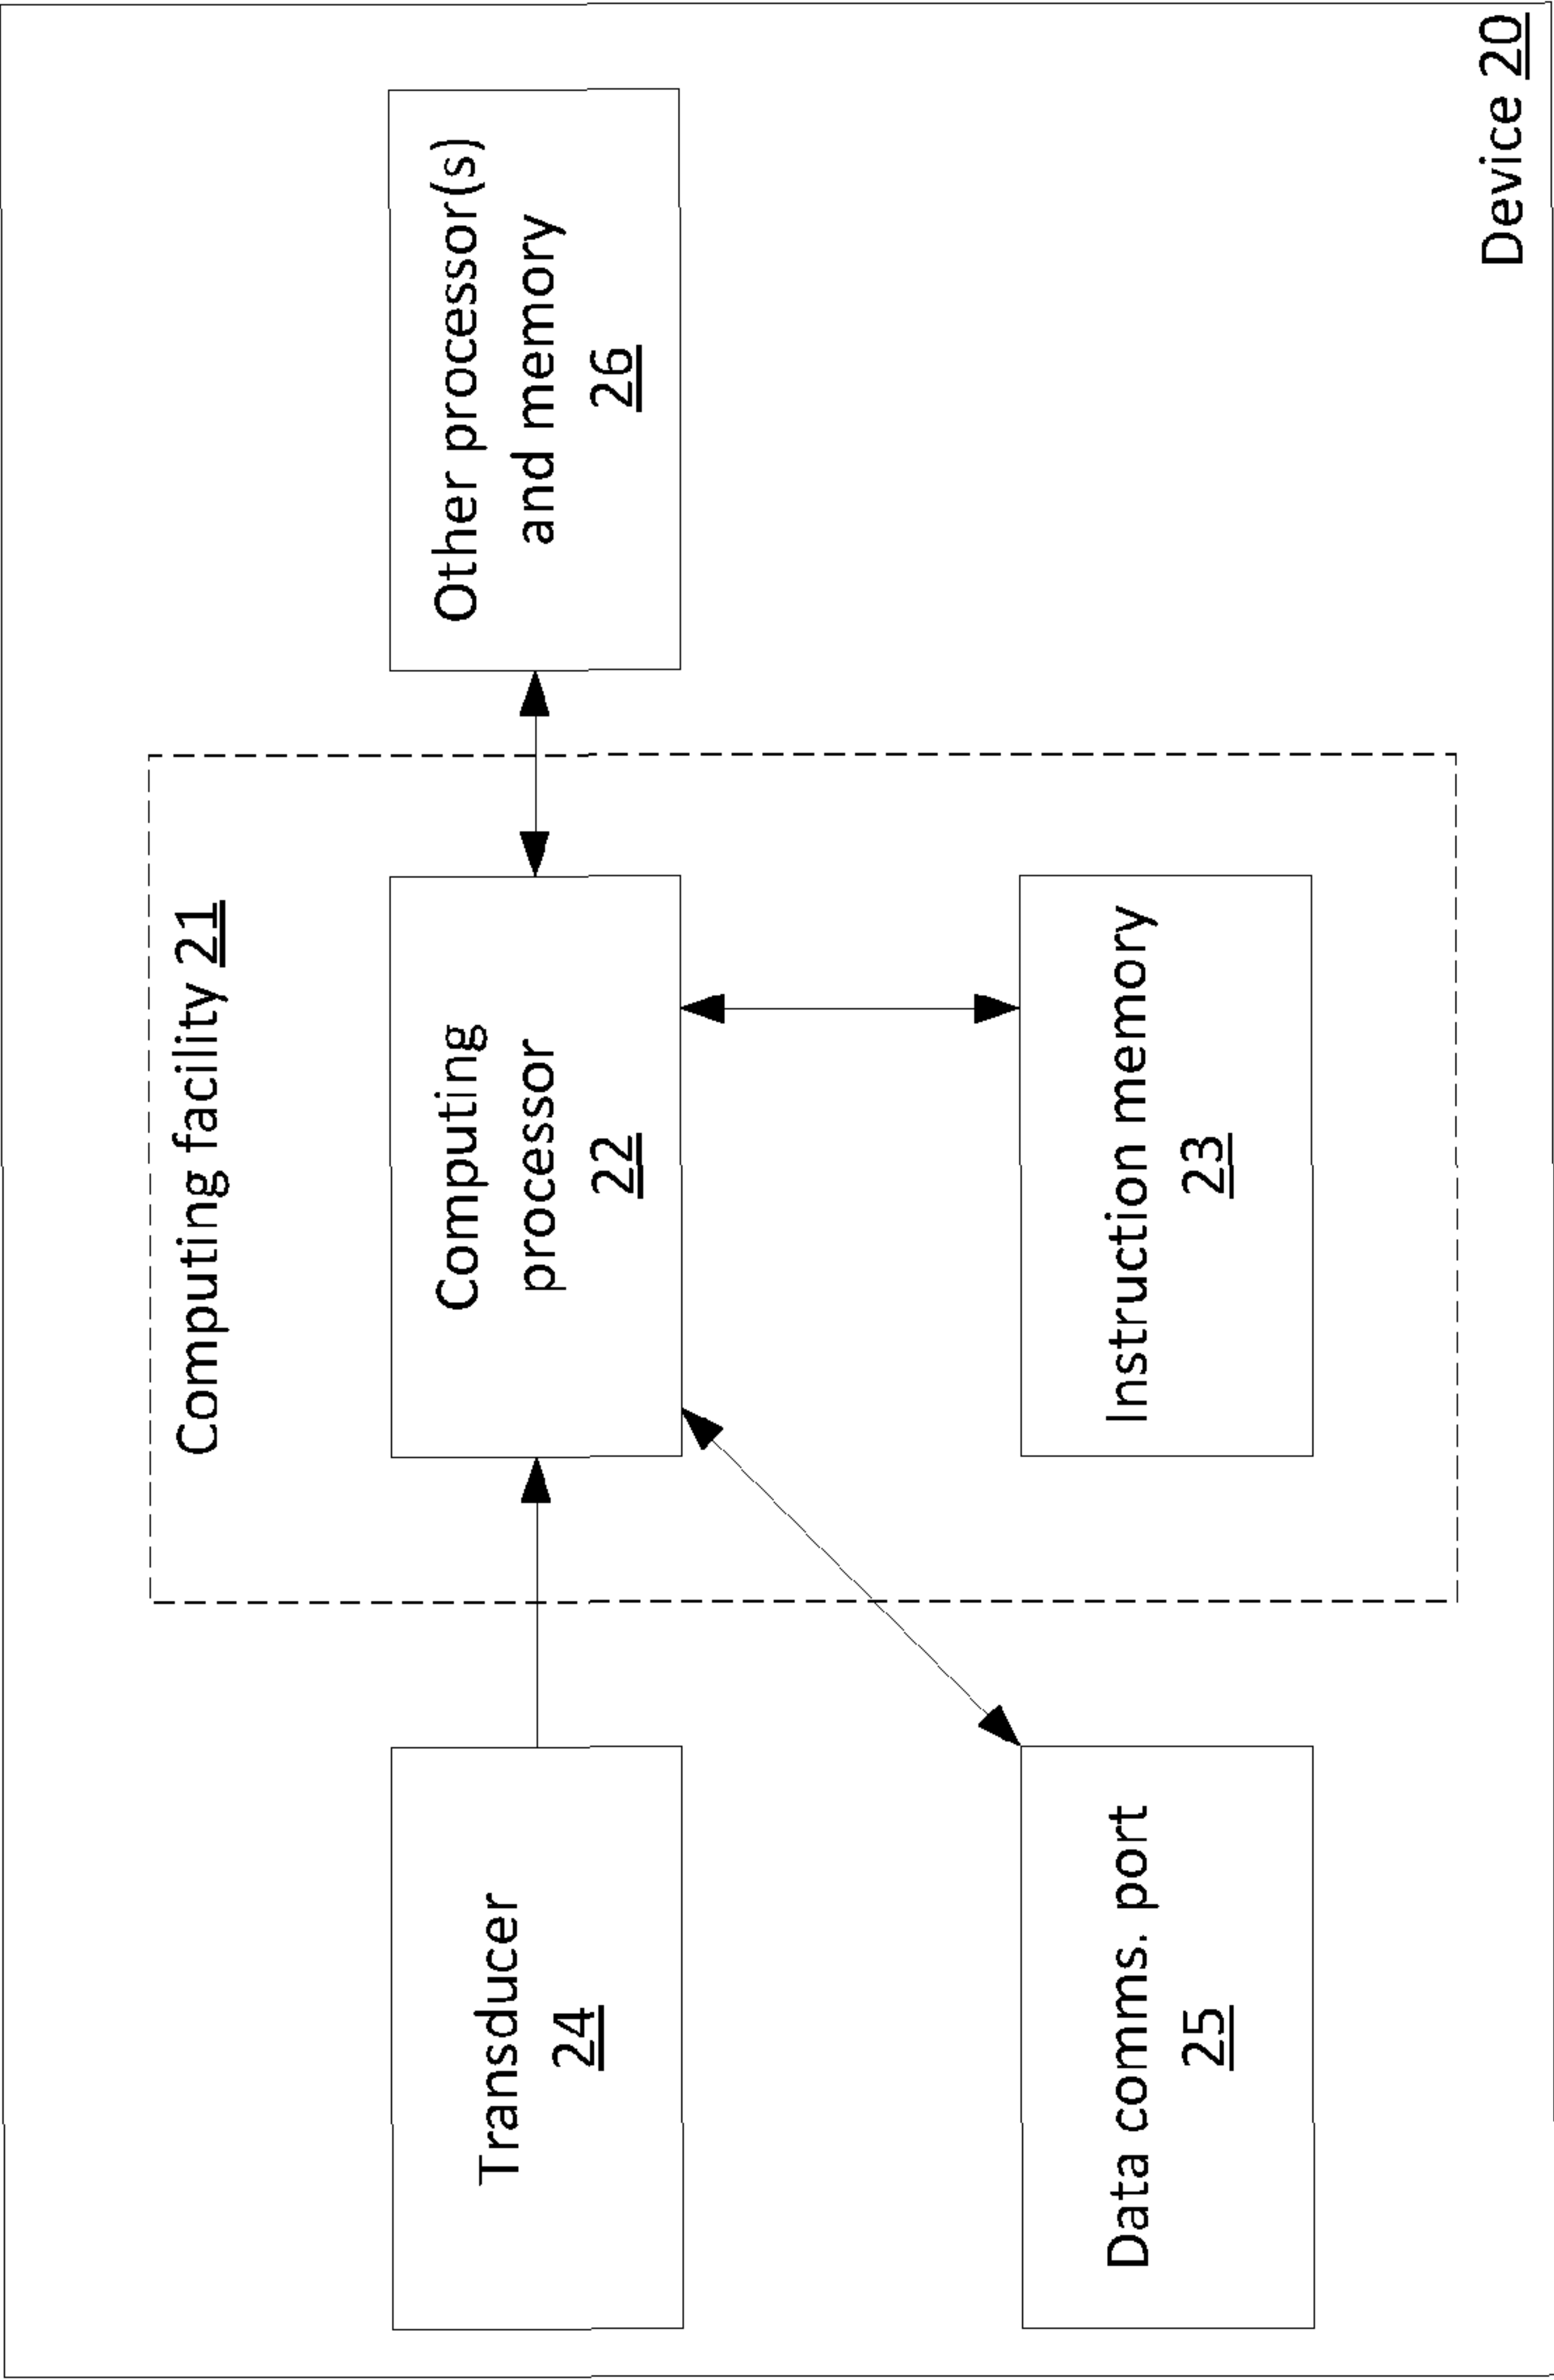 Computing facility 21
Transducer
24
Computing
processor
22
Other processor(s)
and memory
26
Data comms. port
25
Instruction memory
23
Device 20